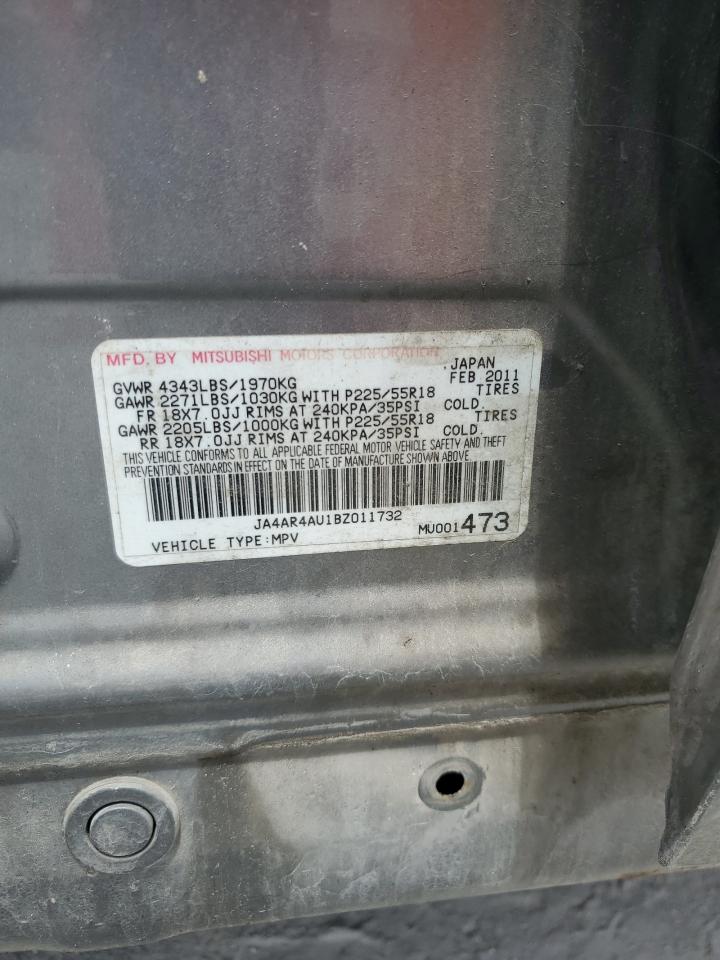 MFD. BY MITSUBISHI MOTORS CORPORATION JAPAN
GVWR 4343LBS/1970KG FEB 2011
GAWR 2271LBS/1030KG WITH P225/55R18 TIRES
FR 18X7.0JJ RIMS AT 240KPA/35PSI COLD.
GAWR 2205LBS/1000KG WITH P225/55R18 TIRES
RR 18X7.0JJ RIMS AT 240KPA/35PSI COLD.
THIS VEHICLE CONFORMS TO ALL APPLICABLE FEDERAL MOTOR VEHICLE SAFETY AND THEFT
PREVENTION STANDARDS IN EFFECT ON THE DATE OF MANUFACTURE SHOWN ABOVE.
JA4AR4AU1BZ011732
VEHICLE TYPE:MPV MU001473